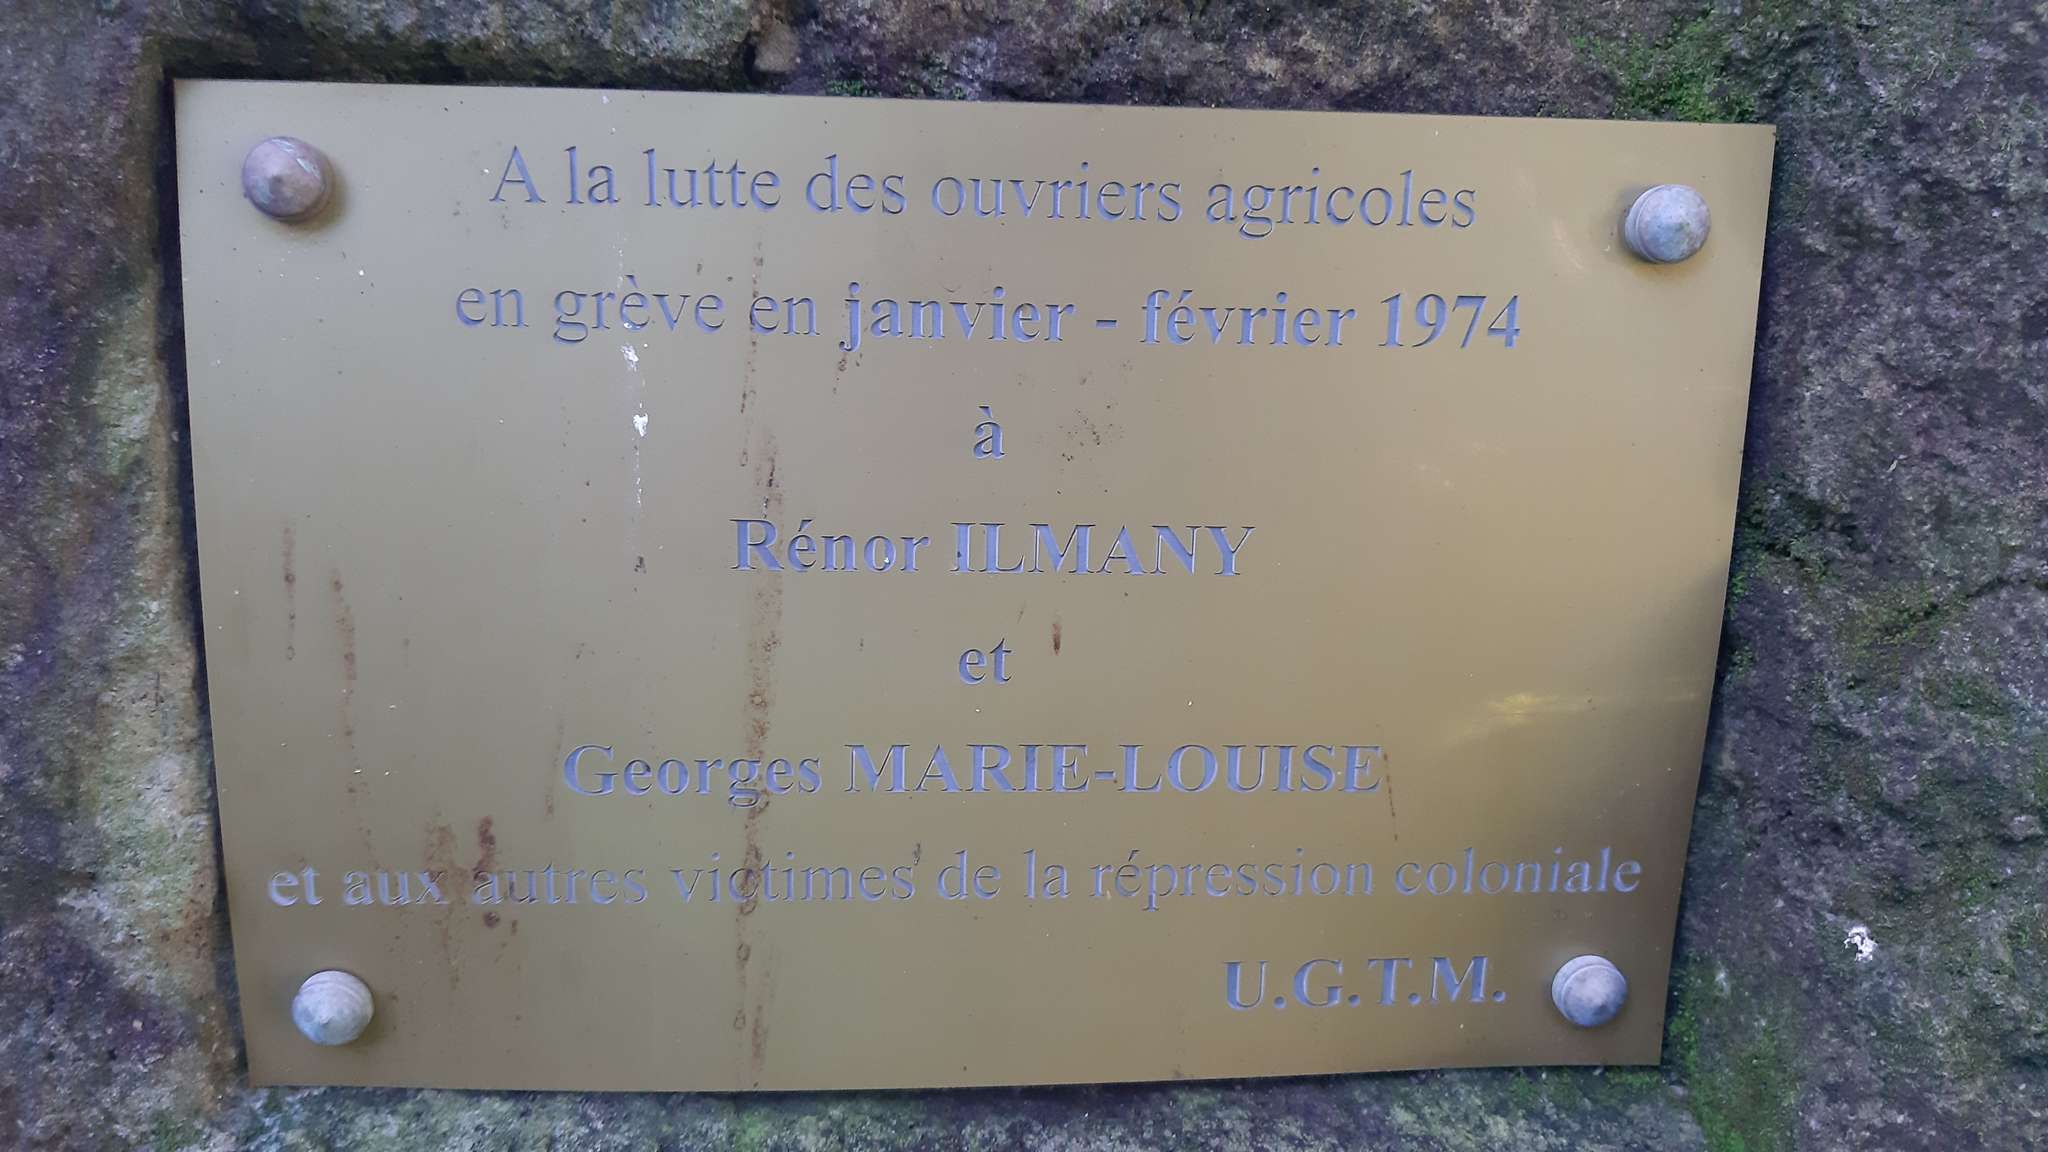 A la lutte des ouvriers agricoles
en grève en janvier - février 1974
à
Rénor ILMANY
et
Georges MARIE-LOUISE
et aux autres victimes de la répression coloniale
U.G.T.M.